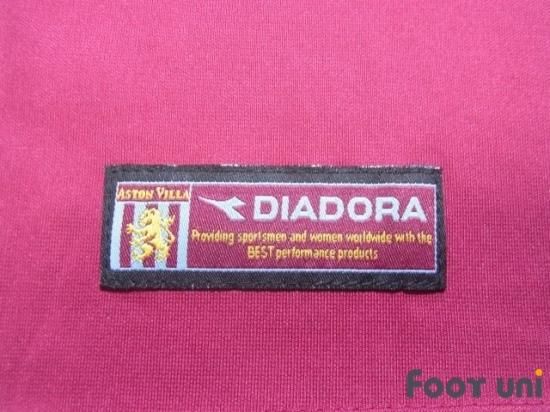 ASTON VILLA
DIADORA
Providing sportsmen and women worldwide with the
BEST performance products
FOOT UNI